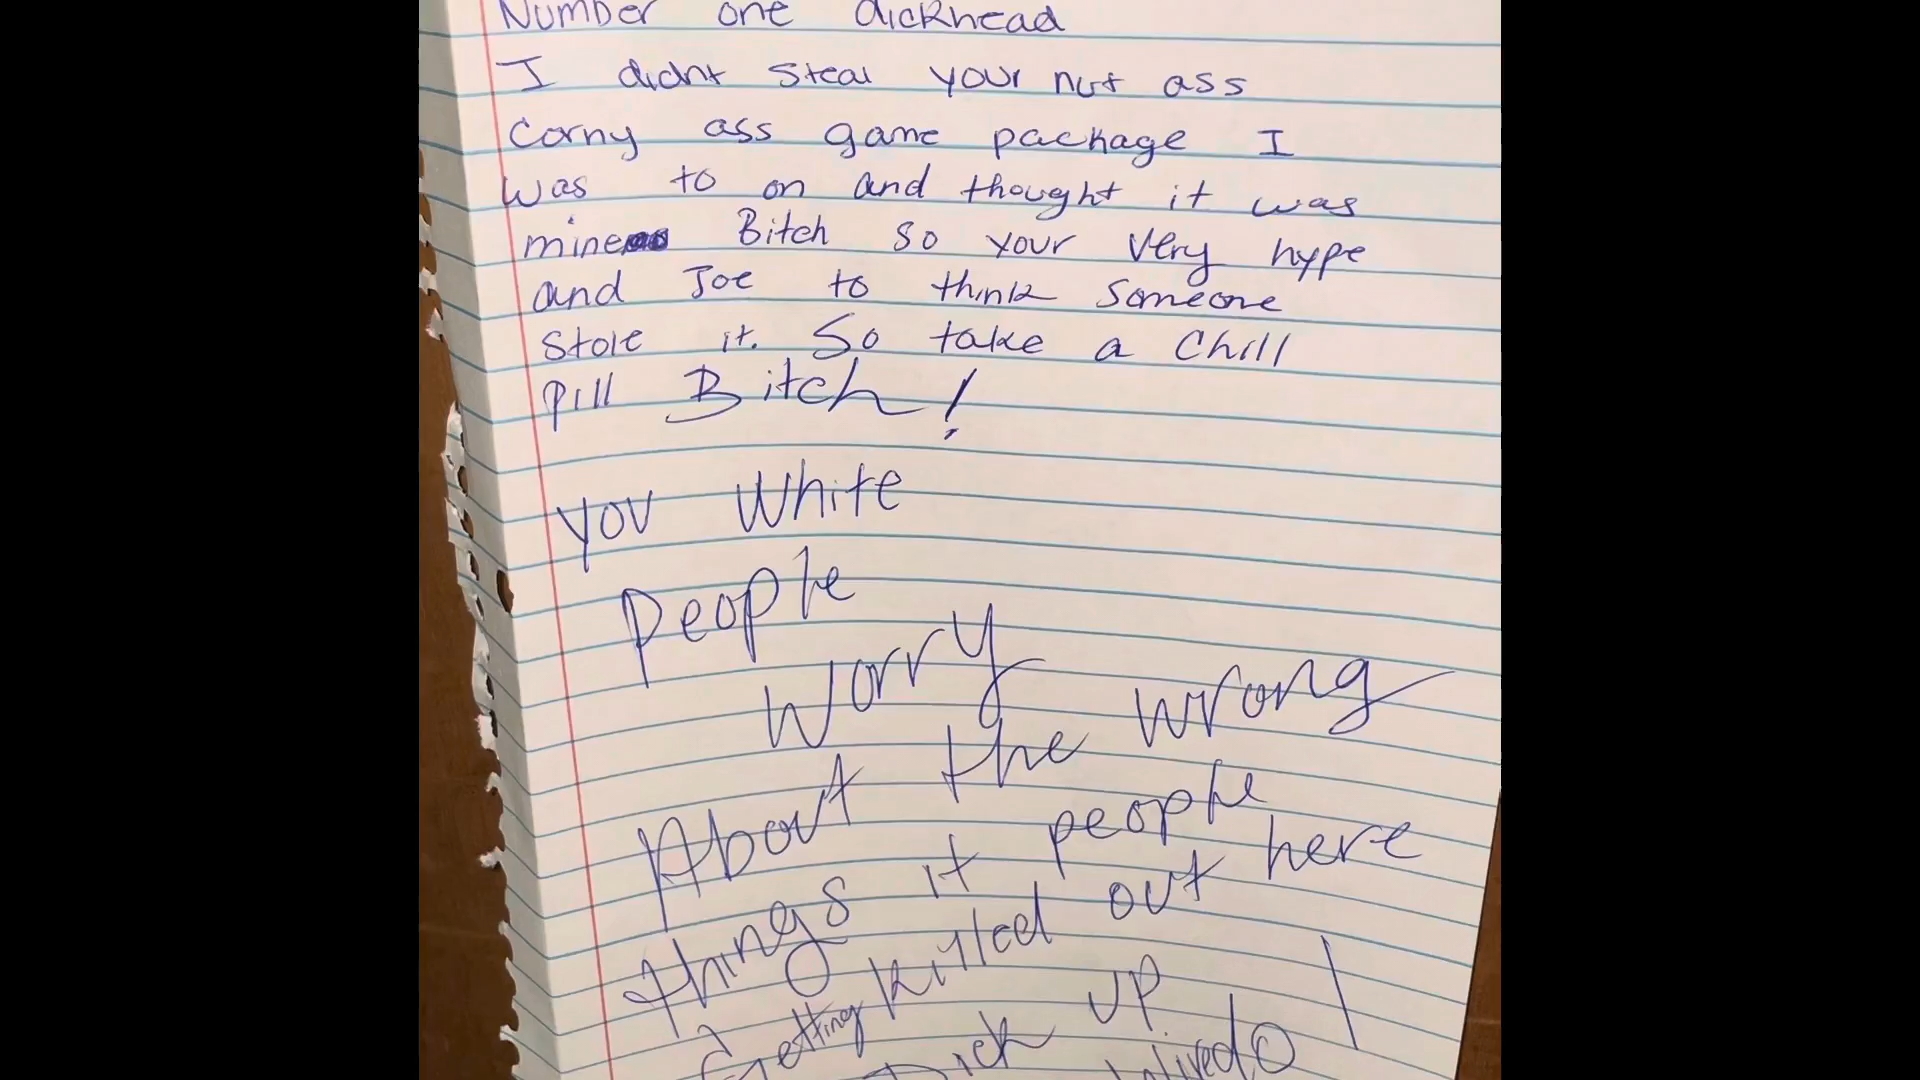 Number one dickhead
I didnt steal your nut ass
Corny ass game package I
was to on and thought it was
mine Bitch so your very hype
and Joe to think someone
stole it. So take a chill
pill Bitch!
you white
people
worry
About the wrong
things it people
getting killed out here
Dick up